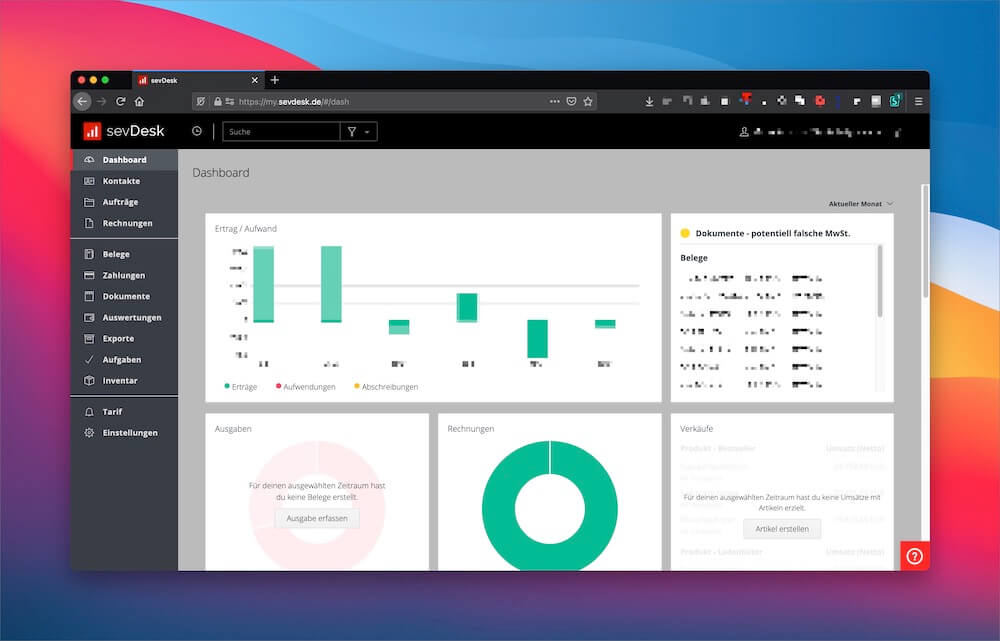 sevDesk
https://my.sevdesk.de/#/dash
sevDesk
Suche
Dashboard
Kontakte
Aufträge
Rechnungen
Belege
Zahlungen
Dokumente
Auswertungen
Exporte
Aufgaben
Inventar
Tarif
Einstellungen
Dashboard
Aktueller Monat
Ertrag / Aufwand
Erträge
Aufwendungen
Abschreibungen
Dokumente - potentiell falsche MwSt.
Belege
Ausgaben
Für deinen ausgewählten Zeitraum hast
du keine Belege erstellt.
Ausgabe erfassen
Rechnungen
Verkäufe
Produkt - Bestseller Umsatz (Netto)
Für deinen ausgewählten Zeitraum hast du keine Umsätze mit
Artikeln erzielt.
Artikel erstellen
Produkt - Ladenhüter Umsatz (Netto)